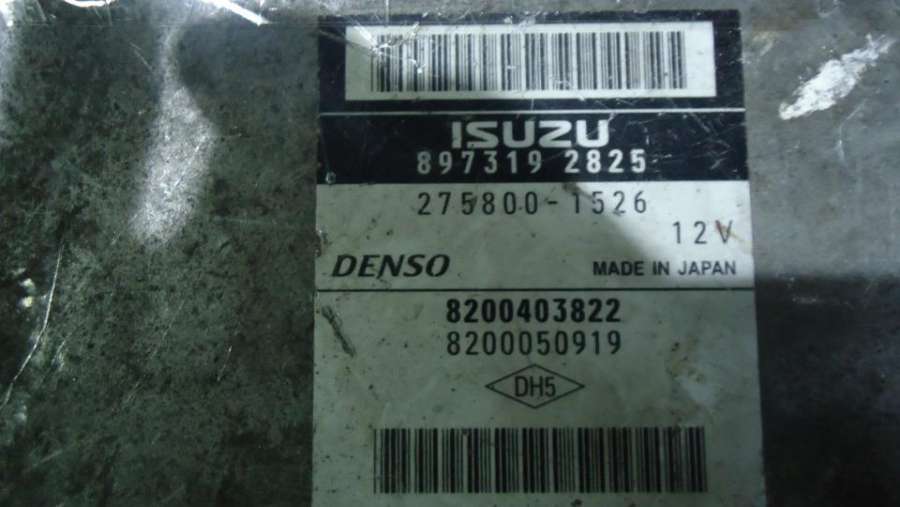 ISUZU
897319 2825
275800-1526
12V
DENSO MADE IN JAPAN
8200403822
8200050919
DH5